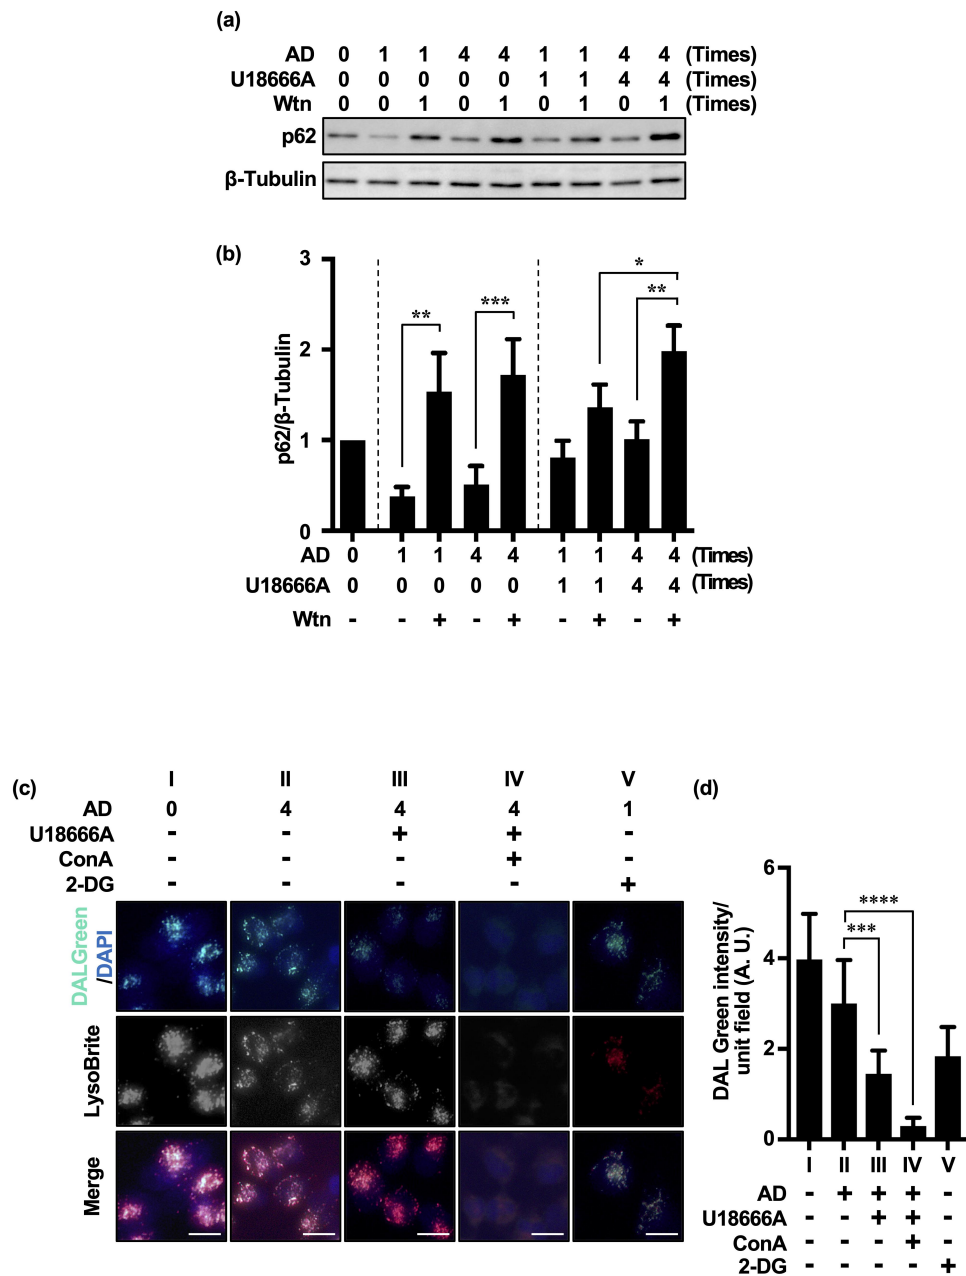 (a)
AD 0 1 1 4 4 1 1 4 4 (Times)
U18666A 0 0 0 0 0 1 1 4 4 (Times)
Wtn 0 0 1 0 1 0 1 0 1 (Times)
p62
β-Tubulin
(b)
p62/β-Tubulin
3
2
1
0
** *** * **
AD 0 1 1 4 4 1 1 4 4 (Times)
U18666A 0 0 0 0 0 1 1 4 4 (Times)
Wtn - - + - + - + - +
(c)
I II III IV V
AD 0 4 4 4 1
U18666A - - + + -
ConA - - - + -
2-DG - - - - +
DALGreen
/DAPI
LysoBrite
Merge
(d)
DAL Green intensity/
unit field (A. U.)
6
4
2
0
****
***
I II III IV V
AD - + + + -
U18666A - - + + -
ConA - - - + -
2-DG - - - - +